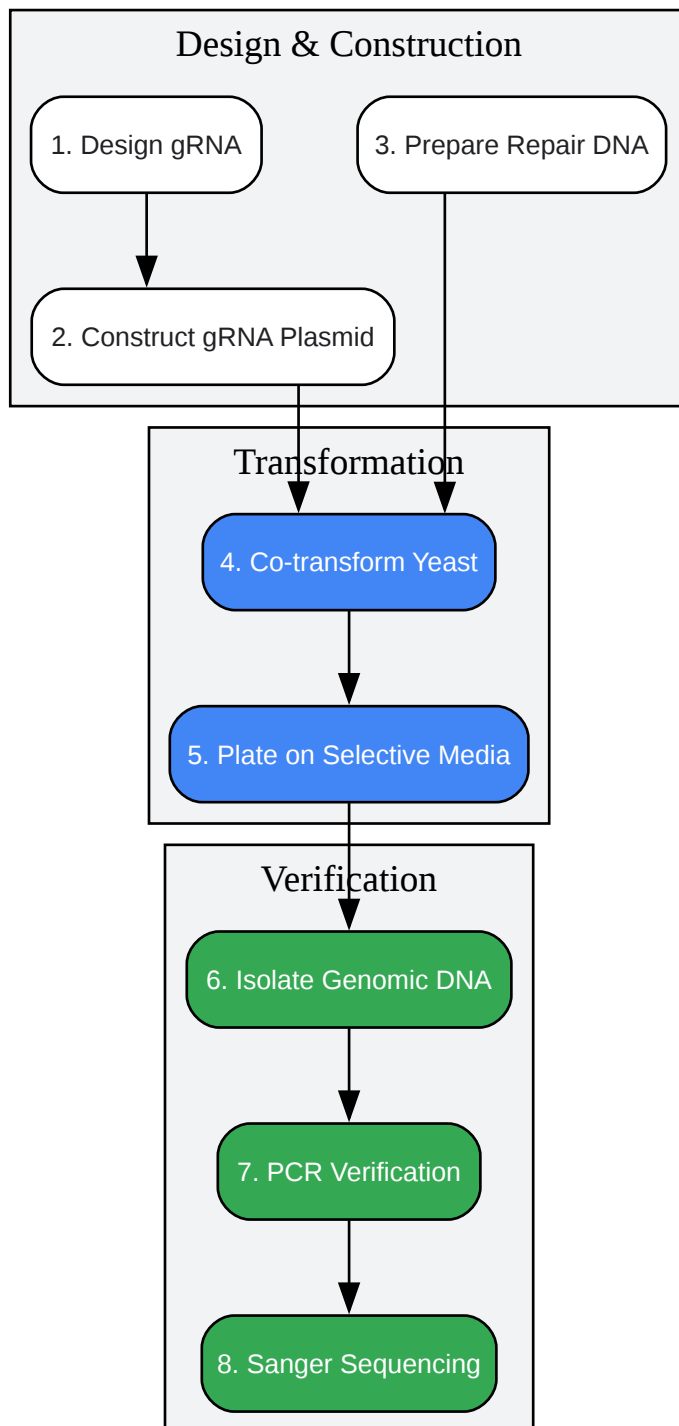 Design & Construction
1. Design gRNA
3. Prepare Repair DNA
2. Construct gRNA Plasmid
Transformation
4. Co-transform Yeast
5. Plate on Selective Media
Verification
6. Isolate Genomic DNA
7. PCR Verification
8. Sanger Sequencing